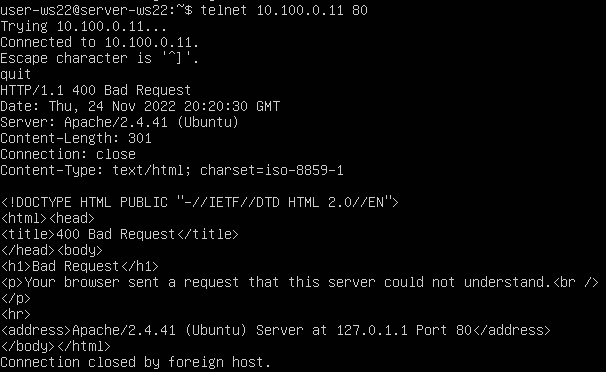 user-ws22@server-ws22:~$ telnet 10.100.0.11 80
Trying 10.100.0.11...
Connected to 10.100.0.11.
Escape character is '^]'.
quit
HTTP/1.1 400 Bad Request
Date: Thu, 24 Nov 2022 20:20:30 GMT
Server: Apache/2.4.41 (Ubuntu)
Content-Length: 301
Connection: close
Content-Type: text/html; charset=iso-8859-1

<!DOCTYPE HTML PUBLIC "-//IETF//DTD HTML 2.0//EN">
<html><head>
<title>400 Bad Request</title>
</head><body>
<h1>Bad Request</h1>
<p>Your browser sent a request that this server could not understand.<br />
</p>
<hr>
<address>Apache/2.4.41 (Ubuntu) Server at 127.0.1.1 Port 80</address>
</body></html>
Connection closed by foreign host.